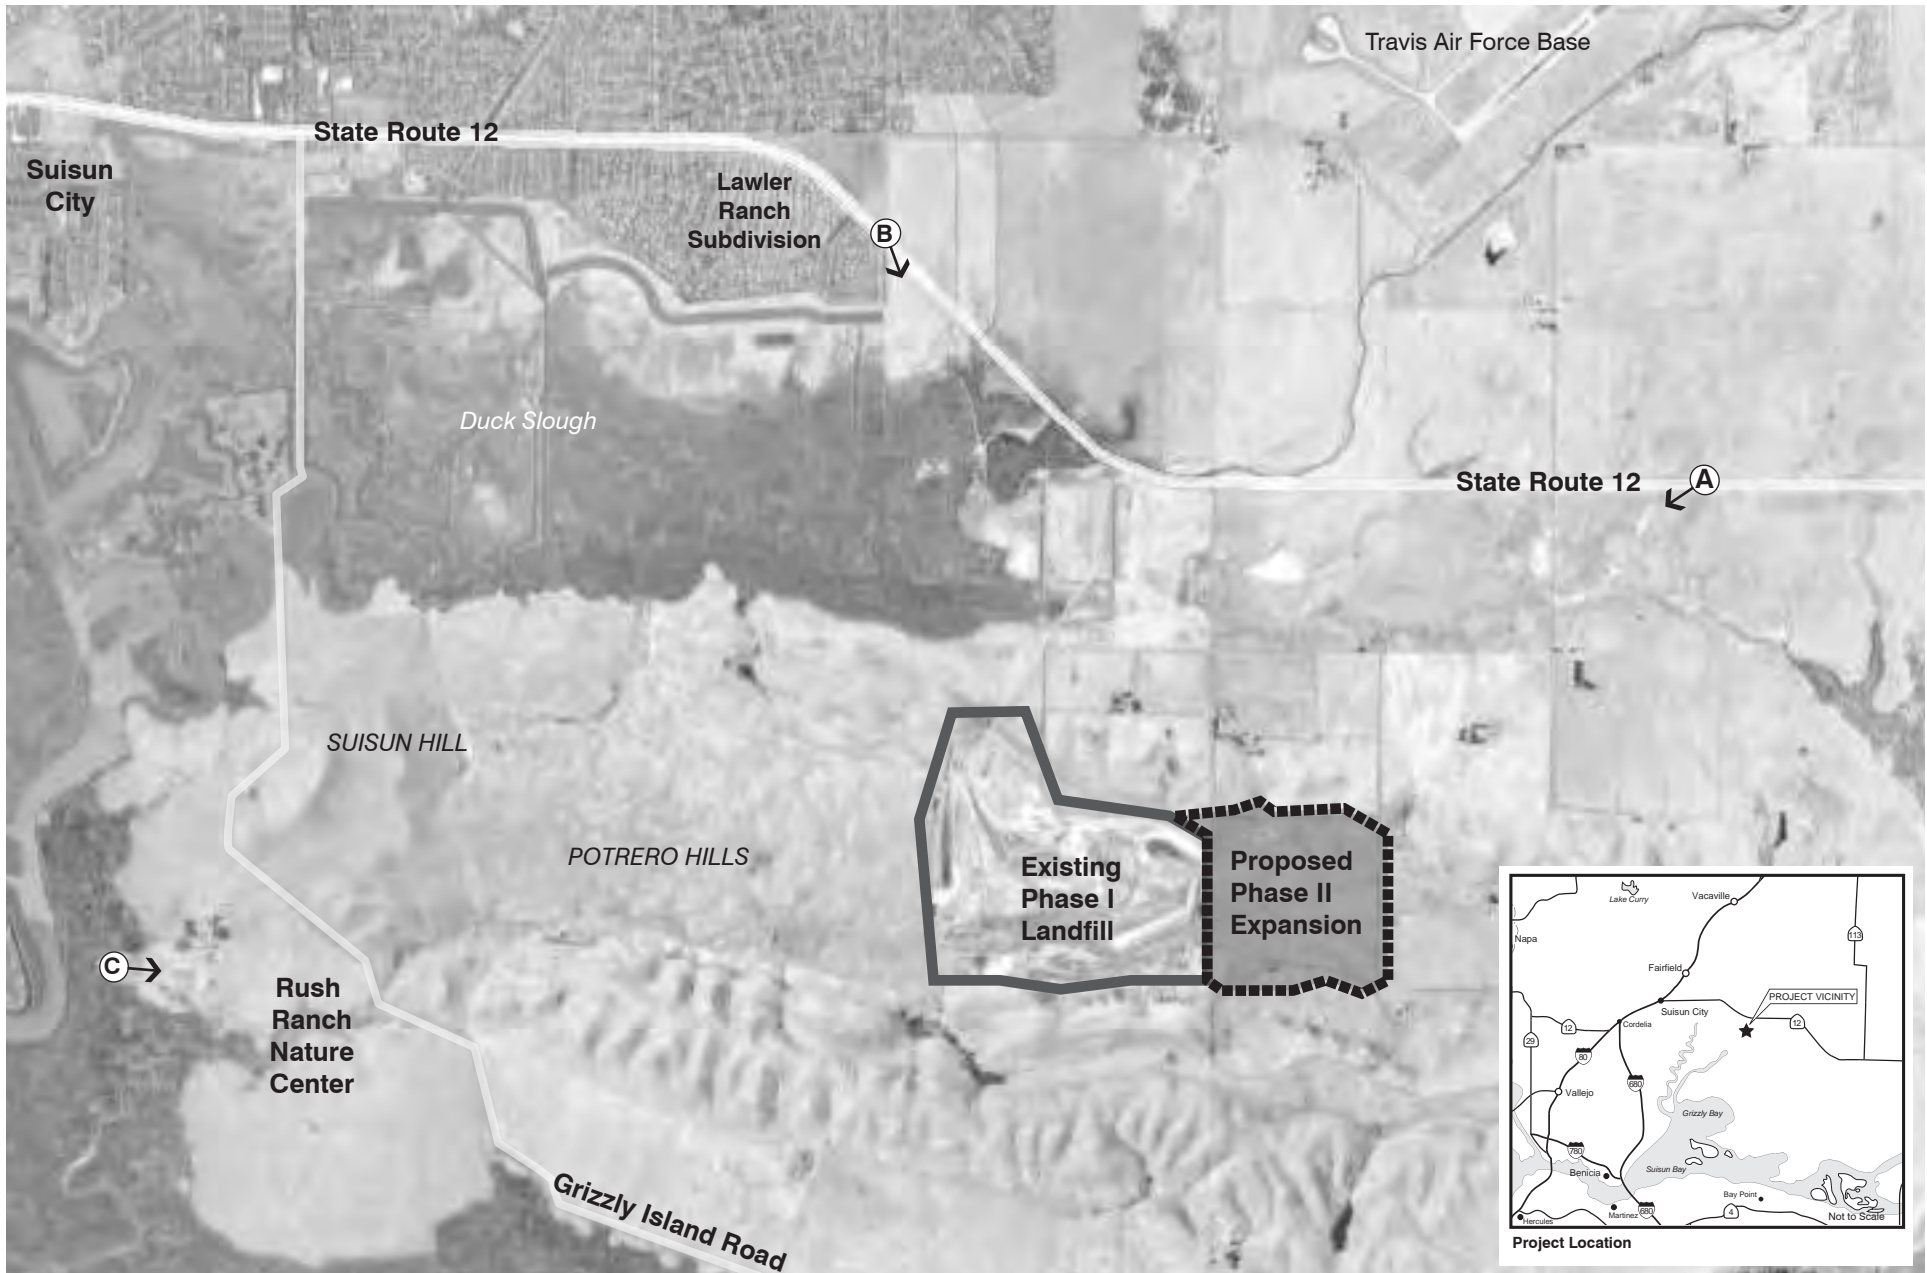 Travis Air Force Base
State Route 12
Suisun
City
Lawler
Ranch
Subdivision
B
Duck Slough
State Route 12
A
SUISUN HILL
POTRERO HILLS
Existing
Phase I
Landfill
Proposed
Phase II
Expansion
C
Rush
Ranch
Nature
Center
Grizzly Island Road
Lake Curry
Vacaville
Napa
113
Fairfield
PROJECT VICINITY
Suisun City
12
Cordelia
12
29
80
680
Vallejo
Grizzly Bay
780
Benicia
Suisun Bay
Bay Point
Martinez
680
4
Not to Scale
Hercules
Project Location